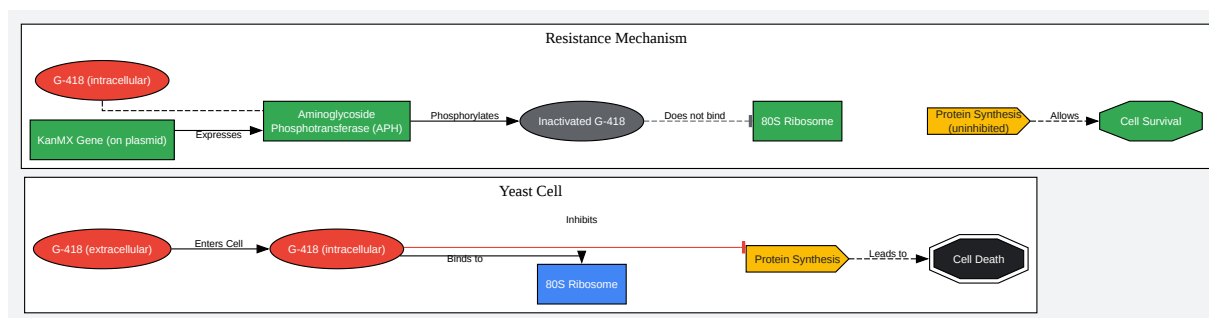 Resistance Mechanism
G-418 (intracellular)
KanMX Gene (on plasmid)
Expresses
Aminoglycoside
Phosphotransferase (APH)
Phosphorylates
Inactivated G-418
Does not bind
80S Ribosome
Protein Synthesis
(uninhibited)
Allows
Cell Survival
Yeast Cell
G-418 (extracellular)
Enters Cell
G-418 (intracellular)
Inhibits
Binds to
80S Ribosome
Protein Synthesis
Leads to
Cell Death